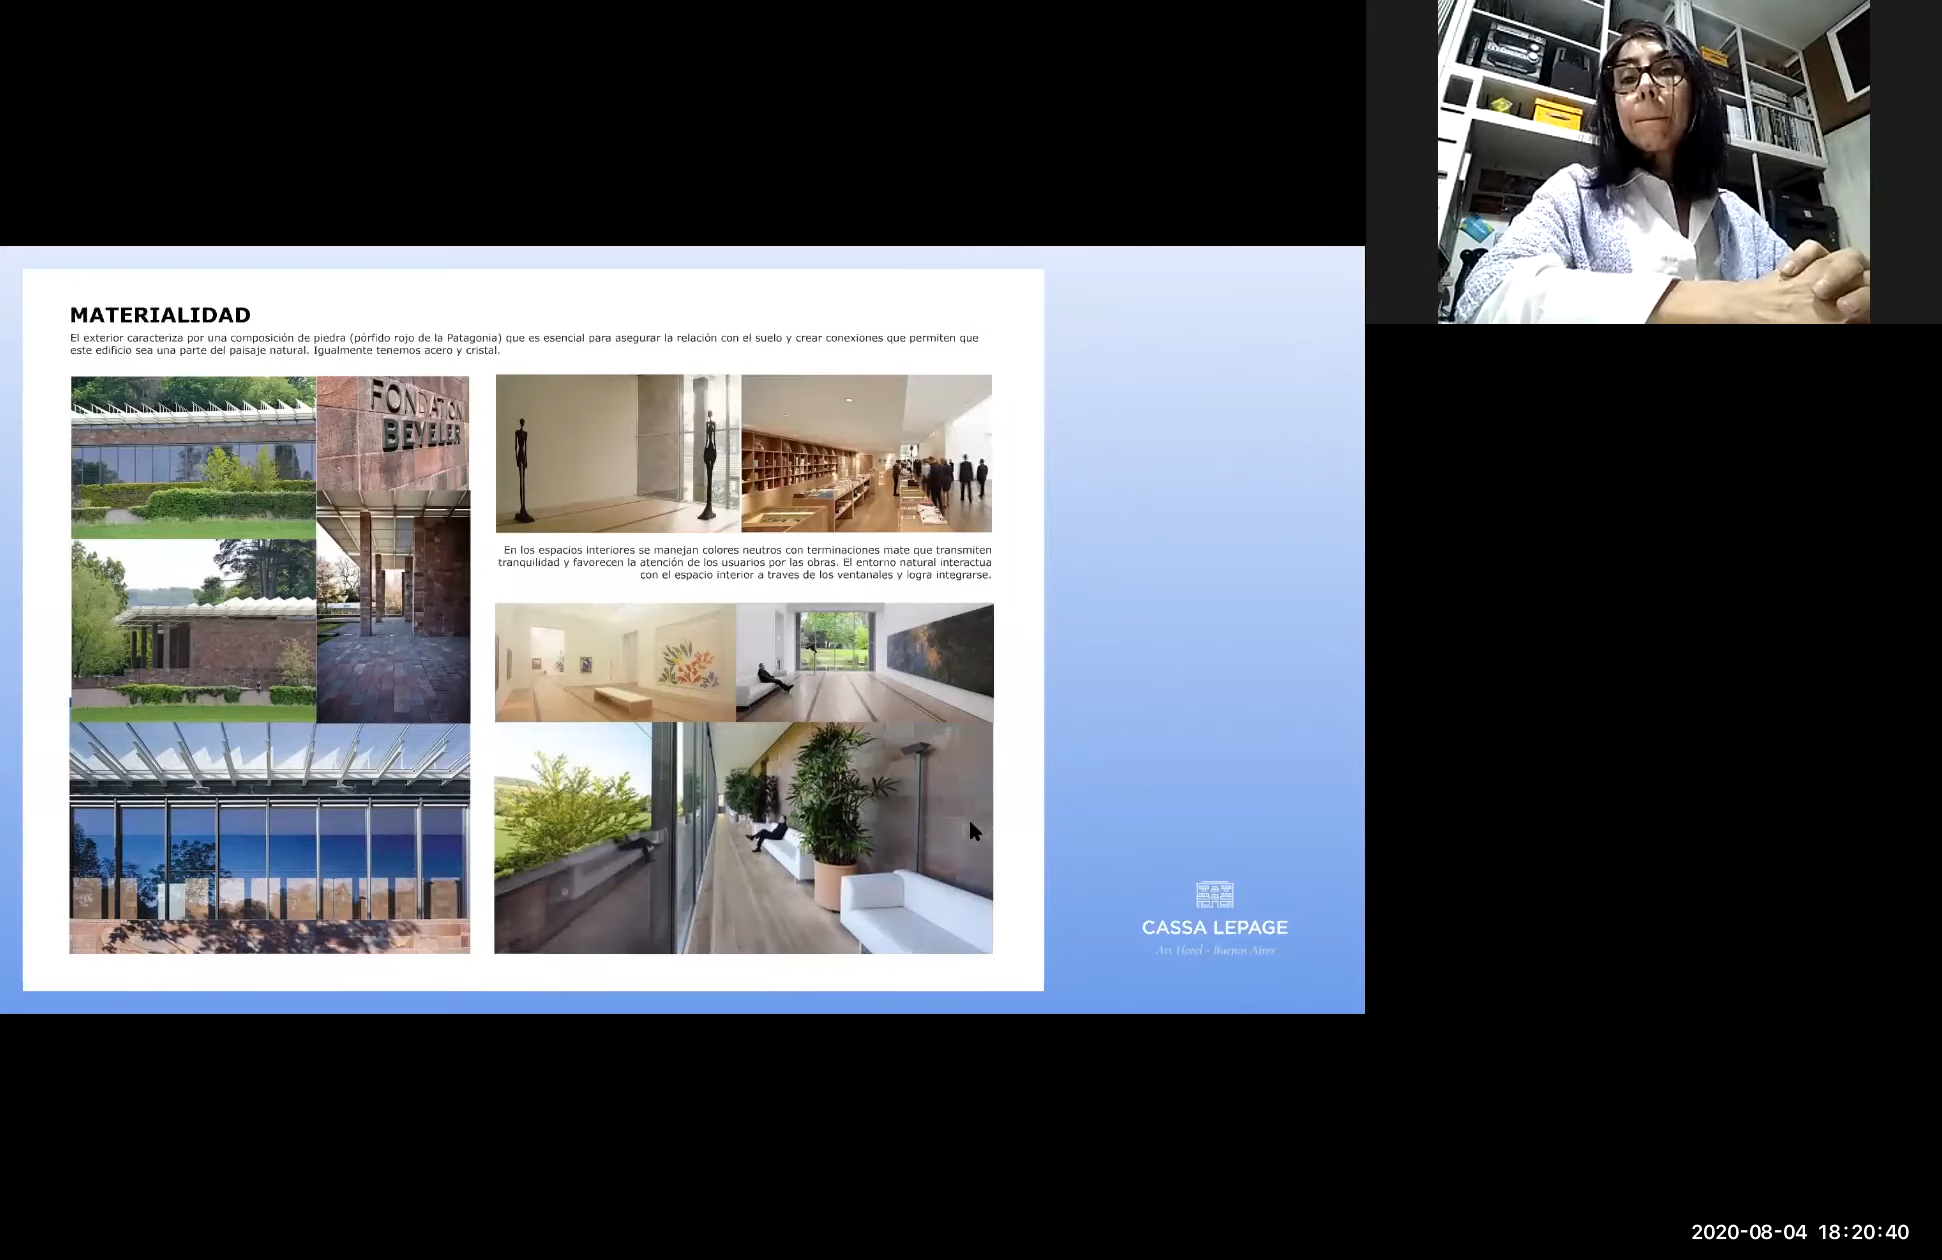 MATERIALIDAD
El exterior caracteriza por una composición de piedra (pórfido rojo de la Patagonia) que es esencial para asegurar la relación con el suelo y crear conexiones que permiten que
este edificio sea una parte del paisaje natural. Igualmente tenemos acero y cristal.
FONDATION
BEYELER
En los espacios interiores se manejan colores neutros con terminaciones mate que transmiten
tranquilidad y favorecen la atención de los usuarios por las obras. El entorno natural interactua
con el espacio interior a traves de los ventanales y logra integrarse.
CASSA LEPAGE
Art Hotel - Buenos Aires
2020-08-04 18:20:40